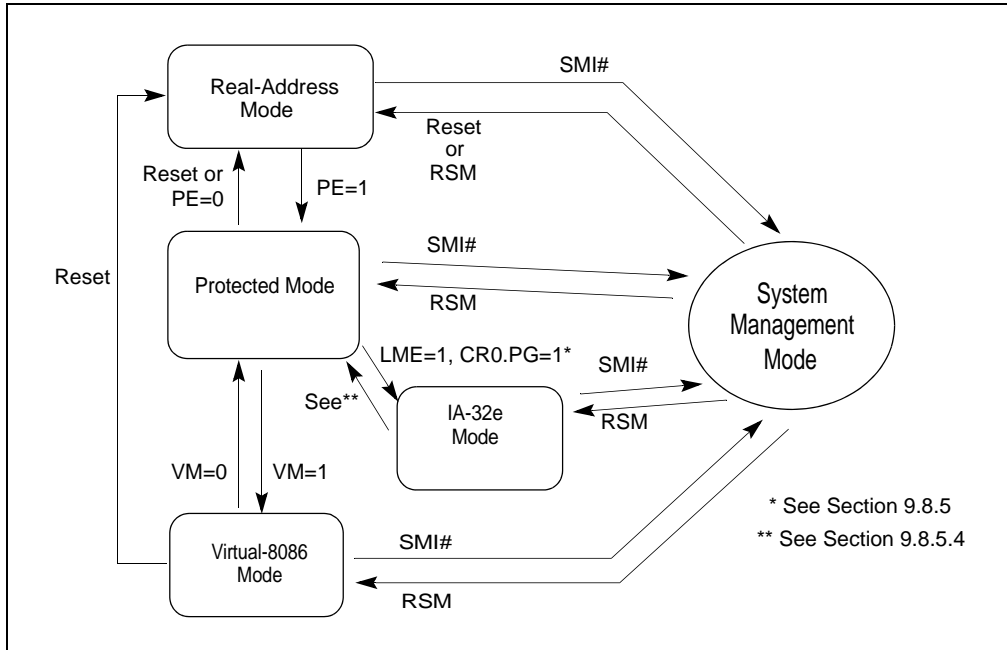 SMI#
Real-Address
Mode
Reset
or
RSM
Reset or
PE=0
PE=1
SMI#
Reset
Protected Mode
RSM
System
Management
Mode
LME=1, CR0.PG=1*
SMI#
See**
IA-32e
Mode
RSM
VM=0
VM=1
* See Section 9.8.5
** See Section 9.8.5.4
Virtual-8086
Mode
SMI#
RSM